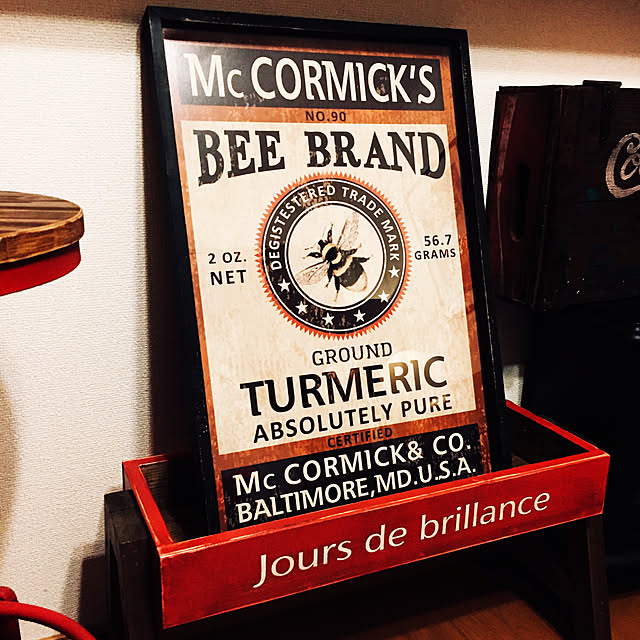 Mc CORMICK'S
NO.90
BEE BRAND
DEGISTESTERED TRADE MARK
2 OZ.
NET
56.7
GRAMS
GROUND
TURMERIC
ABSOLUTELY PURE
CERTIFIED
Mc CORMICK& CO.
BALTIMORE,MD.U.S.A.
Jours de brillance